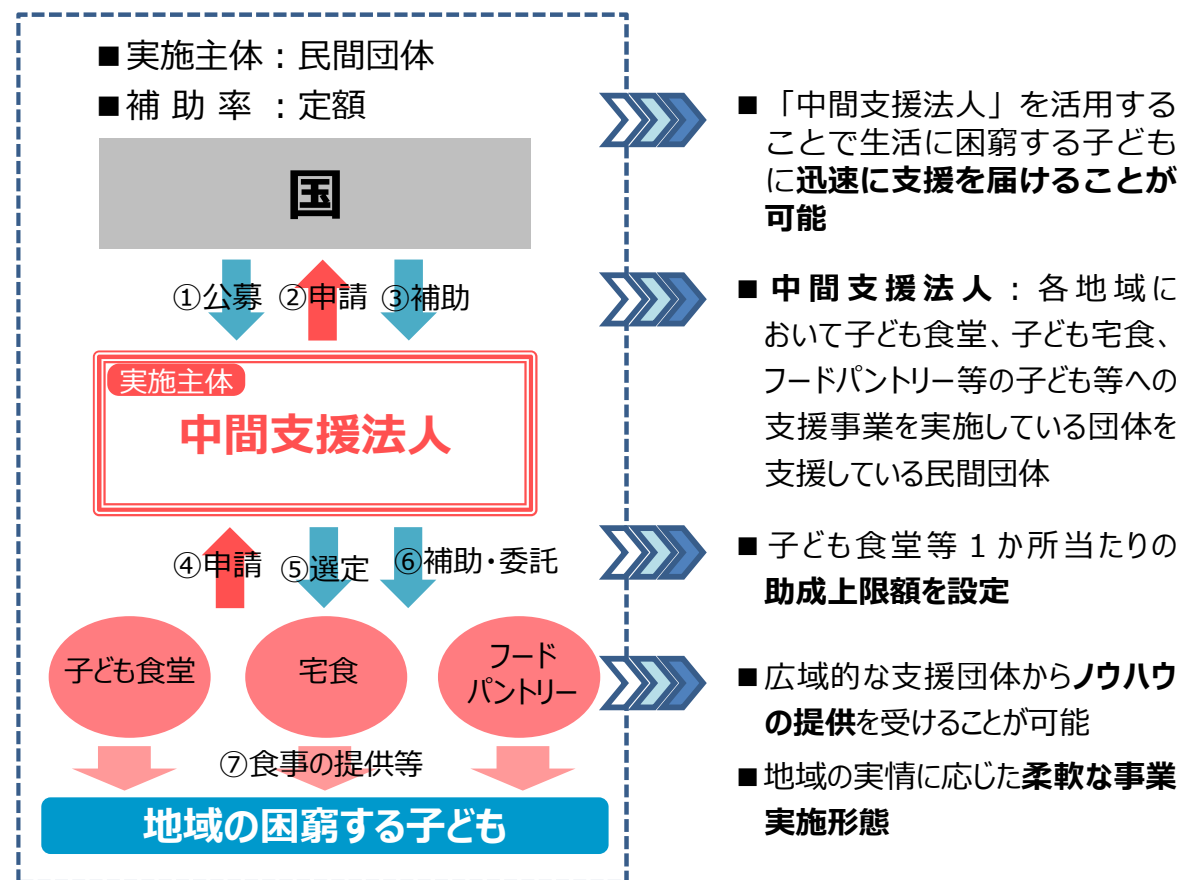 ■実施主体：民間団体
■補 助 率 ：定額
国
①公募 ②申請 ③補助
実施主体
中間支援法人
④申請 ⑤選定 ⑥補助・委託
子ども食堂
宅食
フード
パントリー
⑦食事の提供等
地域の困窮する子ども
■「中間支援法人」を活用する
ことで生活に困窮する子ども
に迅速に支援を届けることが
可能
■中間支援法人：各地域に
おいて子ども食堂、子ども宅食、
フードパントリー等の子ども等への
支援事業を実施している団体を
支援している民間団体
■子ども食堂等１か所当たりの
助成上限額を設定
■広域的な支援団体からノウハウ
の提供を受けることが可能
■地域の実情に応じた柔軟な事業
実施形態